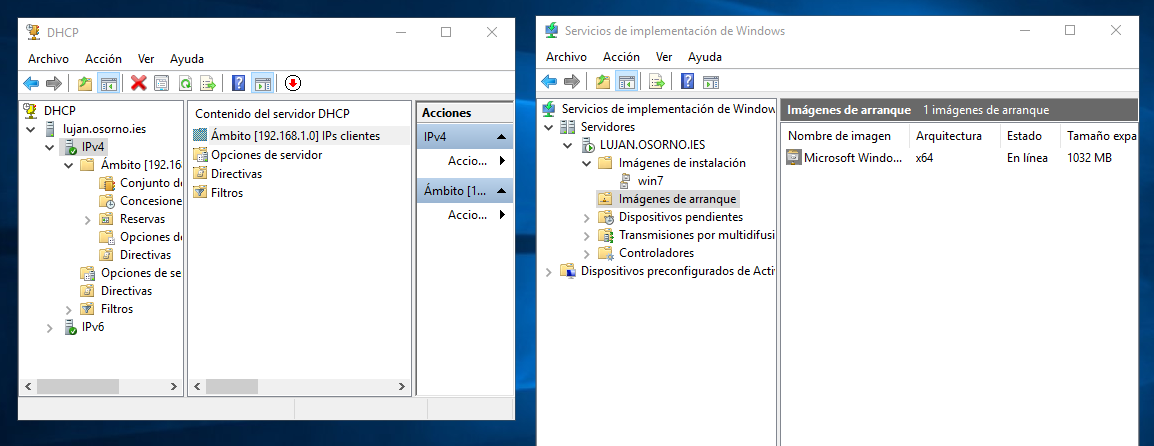 DHCP
Archivo Acción Ver Ayuda
DHCP
lujan.osorno.ies
IPv4
Ámbito [192.16
Conjunto de
Concesione
Reservas
Opciones de
Directivas
Opciones de se
Directivas
Filtros
IPv6
Contenido del servidor DHCP
Ámbito [192.168.1.0] IPs clientes
Opciones de servidor
Directivas
Filtros
Acciones
IPv4
Accio...
Ámbito [1...
Accio...
Servicios de implementación de Windows
Archivo Acción Ver Ayuda
Servicios de implementación de Window
Servidores
LUJAN.OSORNO.IES
Imágenes de instalación
win7
Imágenes de arranque
Dispositivos pendientes
Transmisiones por multidifusi
Controladores
Dispositivos preconfigurados de Acti
Imágenes de arranque 1 imágenes de arranque
Nombre de imagen Arquitectura Estado Tamaño expa
Microsoft Windo... x64 En línea 1032 MB